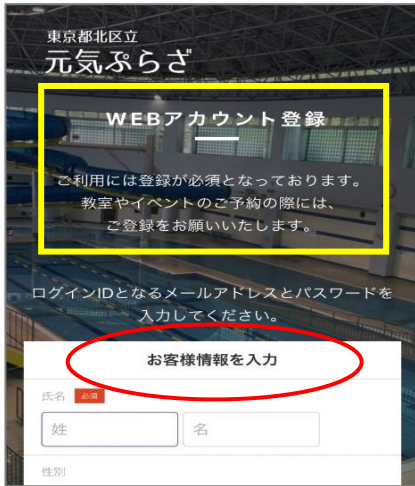 東京都北区立
元気ぷらざ
WEBアカウント登録
ご利用には登録が必須となっております。
教室やイベントのご予約の際には、
ご登録をお願いいたします。
ログインIDとなるメールアドレスとパスワードを
入力してください。
お客様情報を入力
氏名 必須
姓 名
性別